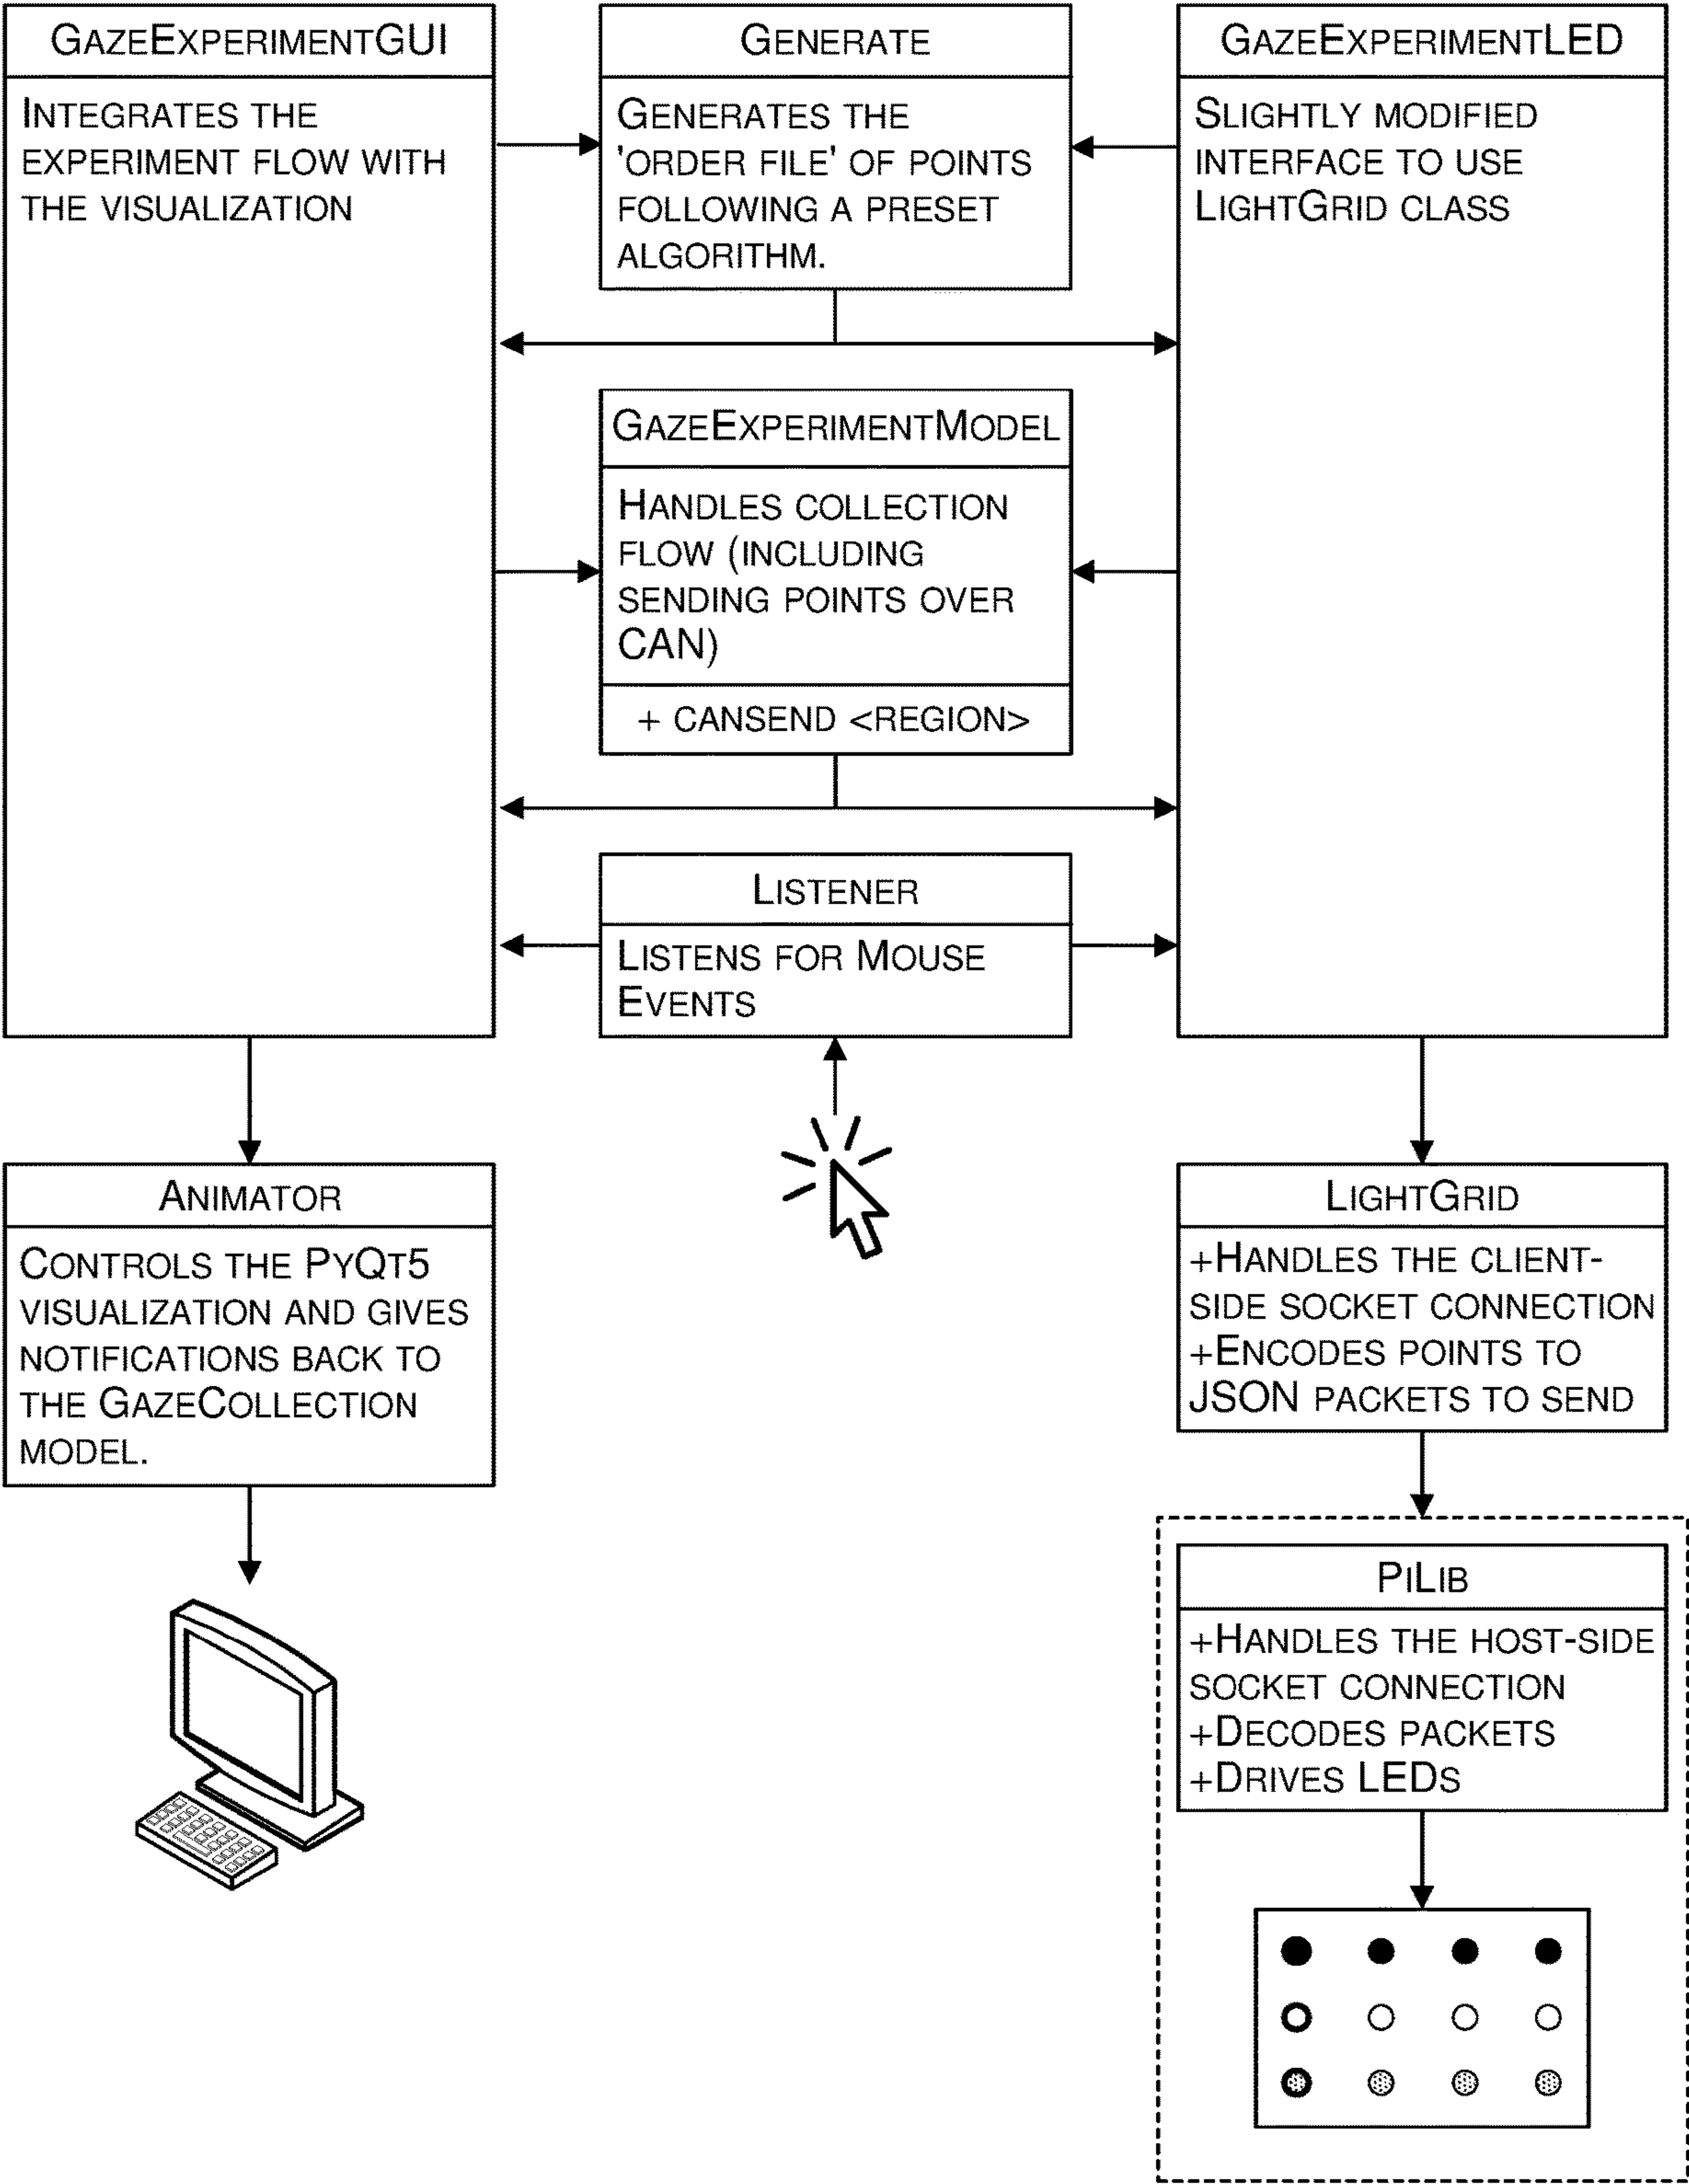 GAZEEXPERIMENTGUI
INTEGRATES THE
EXPERIMENT FLOW WITH
THE VISUALIZATION
GENERATE
GENERATES THE
'ORDER FILE' OF POINTS
FOLLOWING A PRESET
ALGORITHM.
GAZEEXPERIMENTLED
SLIGHTLY MODIFIED
INTERFACE TO USE
LIGHTGRID CLASS
GAZEEXPERIMENTMODEL
HANDLES COLLECTION
FLOW (INCLUDING
SENDING POINTS OVER
CAN)
+ CANSEND <REGION>
LISTENER
LISTENS FOR MOUSE
EVENTS
ANIMATOR
CONTROLS THE PYQT5
VISUALIZATION AND GIVES
NOTIFICATIONS BACK TO
THE GAZECOLLECTION
MODEL.
LIGHTGRID
+HANDLES THE CLIENT-
SIDE SOCKET CONNECTION
+ENCODES POINTS TO
JSON PACKETS TO SEND
PILIB
+HANDLES THE HOST-SIDE
SOCKET CONNECTION
+DECODES PACKETS
+DRIVES LEDS